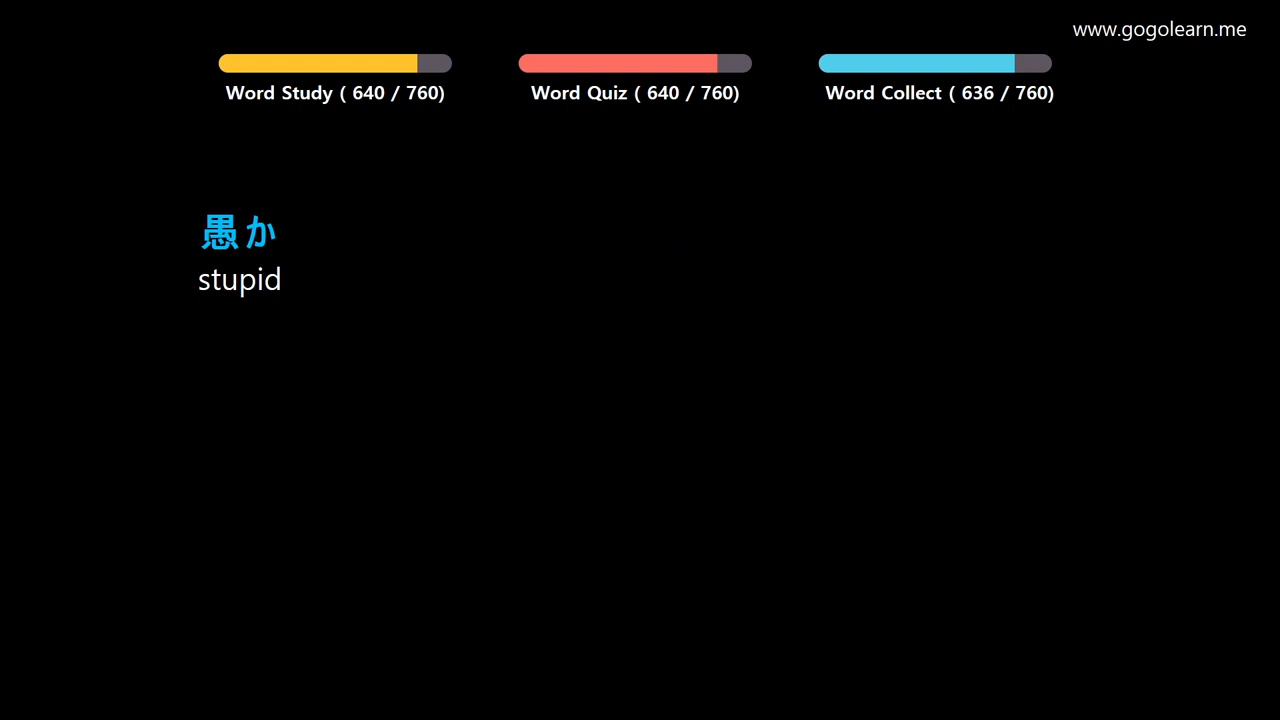 www.gogolearn.me
Word Study ( 640 / 760)
Word Quiz ( 640 / 760)
Word Collect ( 636 / 760)
愚か
stupid